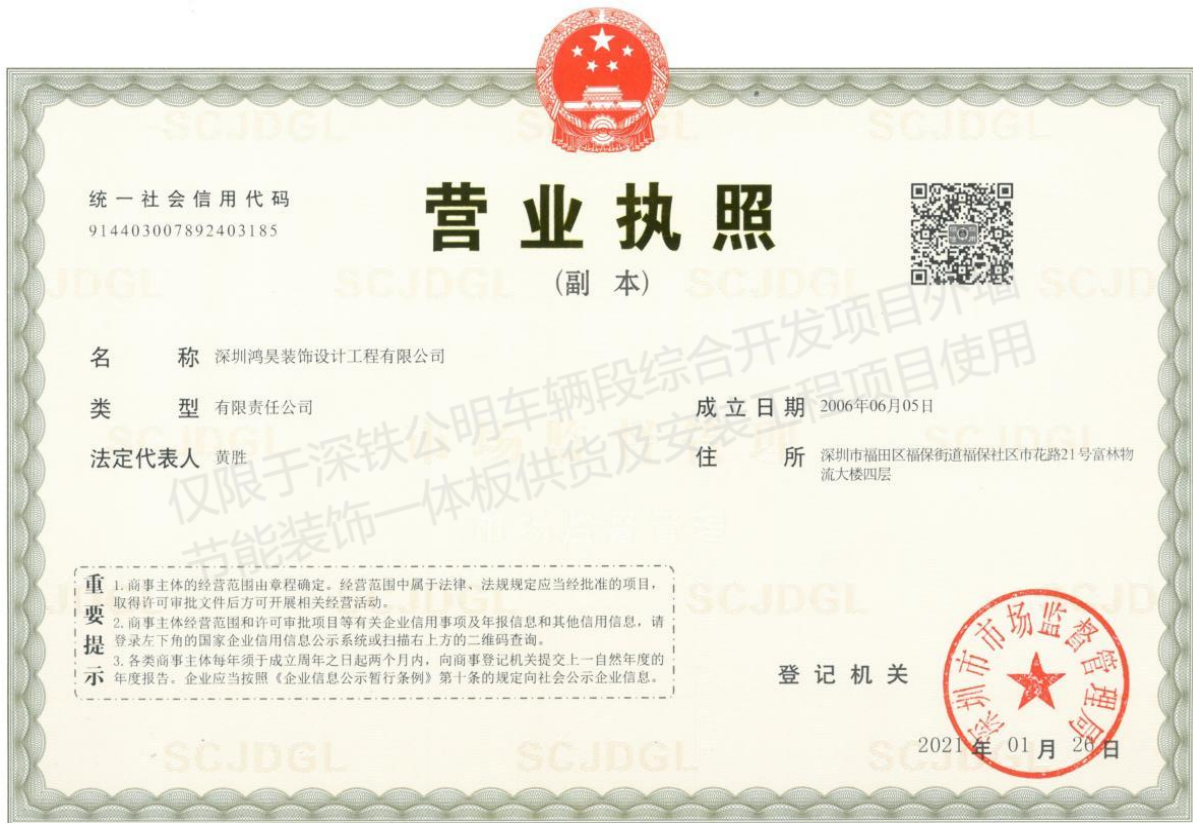 统一社会信用代码
914403007892403185
营业执照
(副 本)
名 称 深圳鸿昊装饰设计工程有限公司
类 型 有限责任公司
法定代表人 黄胜
成立日期 2006年06月05日
住 所 深圳市福田区福保街道福保社区市花路21号富林物
流大楼四层
仅限于深铁公明车辆段综合开发项目外墙
节能装饰一体板供货及安装工程项目使用
重要提示
1.商事主体的经营范围由章程确定。经营范围中属于法律、法规规定应当经批准的项目，
取得许可审批文件后方可开展相关经营活动。
2.商事主体经营范围和许可审批项目等有关企业信用事项及年报信息和其他信用信息，请
登录左下角的国家企业信用信息公示系统或扫描右上方的二维码查询。
3.各类商事主体每年须于成立周年之日起两个月内，向商事登记机关提交上一自然年度的
年度报告。企业应当按照《企业信息公示暂行条例》第十条的规定向社会公示企业信息。
登记机关
深圳市市场监督管理局
2021年01月26日
SCJDGL